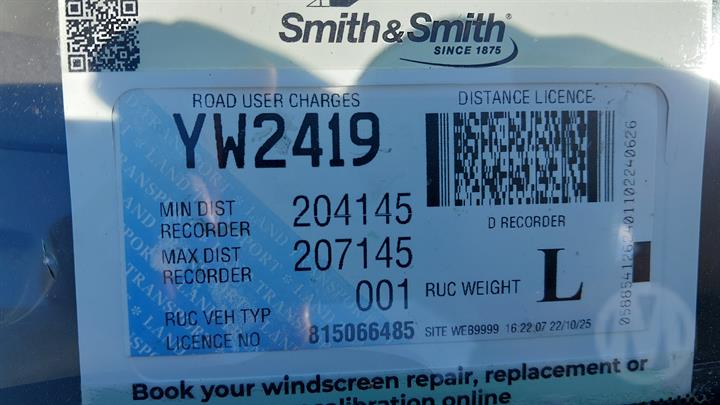 Smith&Smith®
SINCE 1875
ROAD USER CHARGES
DISTANCE LICENCE
YW2419
MIN DIST RECORDER 204145
D RECORDER
MAX DIST RECORDER 207145
001
RUC WEIGHT L
RUC VEH TYP
LICENCE NO 815066485
SITE WEB9999 16:22:07 22/10/25
Book your windscreen repair, replacement or
calibration online